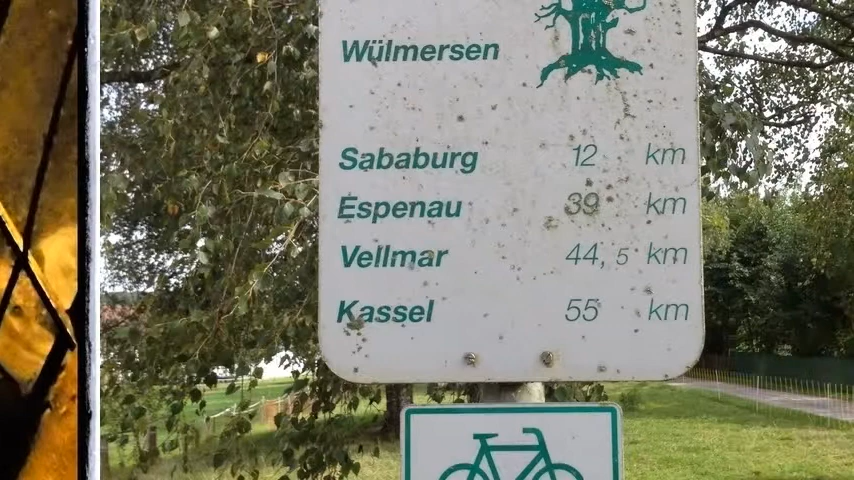 Wülmersen
Sababurg 12 km
Espenau 39 km
Vellmar 44,5 km
Kassel 55 km